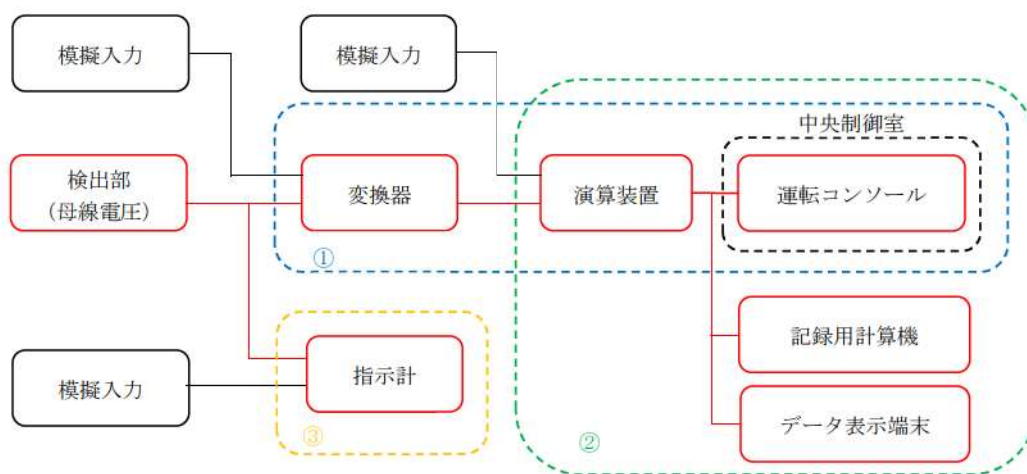 模擬入力
模擬入力
中央制御室
検出部
（母線電圧）
変換器
演算装置
運転コンソール
①
記録用計算機
指示計
模擬入力
データ表示端末
③
②